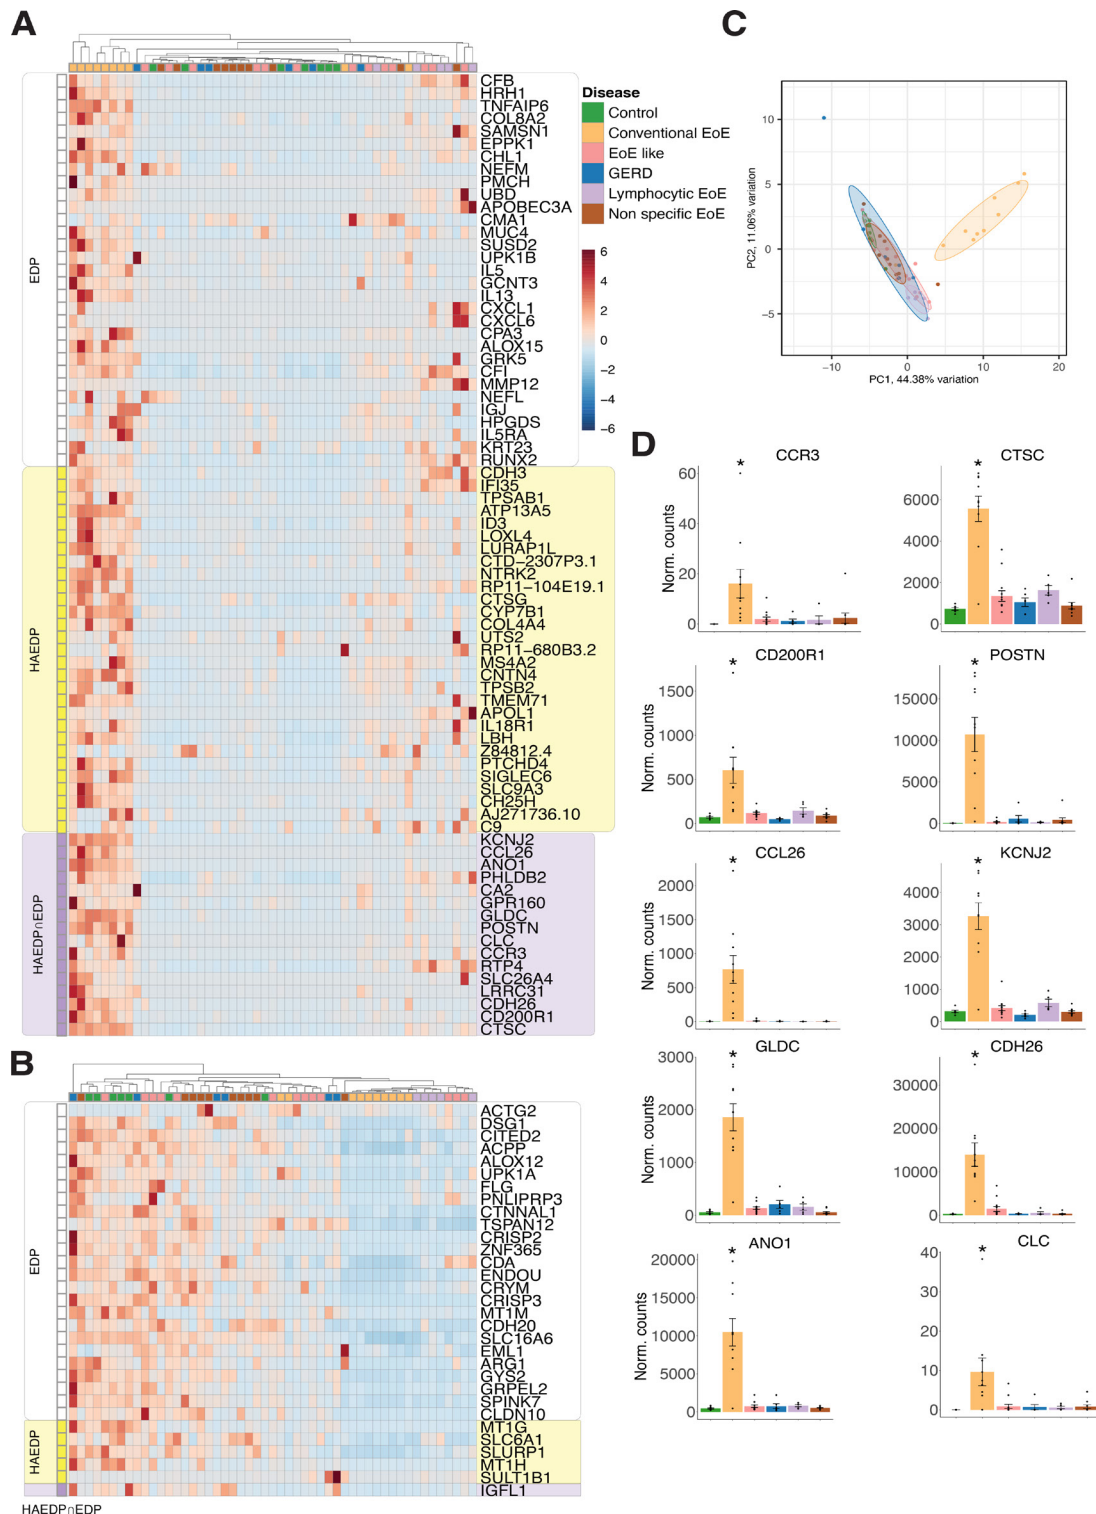 A
CFB
HRH1
TNFAIP6
COL8A2
SAMSN1
EPPK1
CHL1
NEFM
PMCH
UBD
APOBEC3A
CMA1
MUC4
SUSD2
UPK1B
IL5
GCNT3
IL13
CXCL1
CXCL6
CPA3
ALOX15
GRK5
CFI
MMP12
NEFL
IGJ
HPGDS
IL5RA
KRT23
RUNX2
EDP
CDH3
IFI35
TPSAB1
ATP13A5
ID3
LOXL4
LURAP1L
CTD-2307P3.1
NTRK2
RP11-104E19.1
CTSG
CYP7B1
COL4A4
UTS2
RP11-680B3.2
MS4A2
CNTN4
TPSB2
TMEM71
APOL1
IL18R1
LBH
Z84812.4
PTCHD4
SIGLEC6
SLC9A3
CH25H
AJ271736.10
C9
HAEDP
KCNJ2
CCL26
ANO1
PHLDB2
CA2
GPR160
GLDC
POSTN
CLC
CCR3
RTP4
SLC26A4
LRRC31
CDH26
CD200R1
CTSC
HAEDP∩EDP
Disease
Control
Conventional EoE
EoE like
GERD
Lymphocytic EoE
Non specific EoE
6
4
2
0
−2
−4
−6
B
ACTG2
DSG1
CITED2
ACPP
ALOX12
UPK1A
FLG
PNLIPRP3
CTNNAL1
TSPAN12
CRISP2
ZNF365
CDA
ENDOU
CRYM
CRISP3
MT1M
CDH20
SLC16A6
EML1
ARG1
GYS2
GRPEL2
SPINK7
CLDN10
EDP
MT1G
SLC6A1
SLURP1
MT1H
SULT1B1
HAEDP
IGFL1
HAEDP∩EDP
C
10
5
0
−5
PC2, 11.06% variation
−10 0 10 20
PC1, 44.38% variation
D
CCR3
60
40
20
0
Norm. counts
*
CTSC
6000
4000
2000
0
*
CD200R1
1500
1000
500
0
Norm. counts
*
POSTN
15000
10000
5000
0
*
CCL26
2000
1500
1000
500
0
Norm. counts
*
KCNJ2
4000
3000
2000
1000
0
*
GLDC
3000
2000
1000
0
Norm. counts
*
CDH26
30000
20000
10000
0
*
ANO1
20000
15000
10000
5000
0
Norm. counts
*
CLC
40
30
20
10
0
*